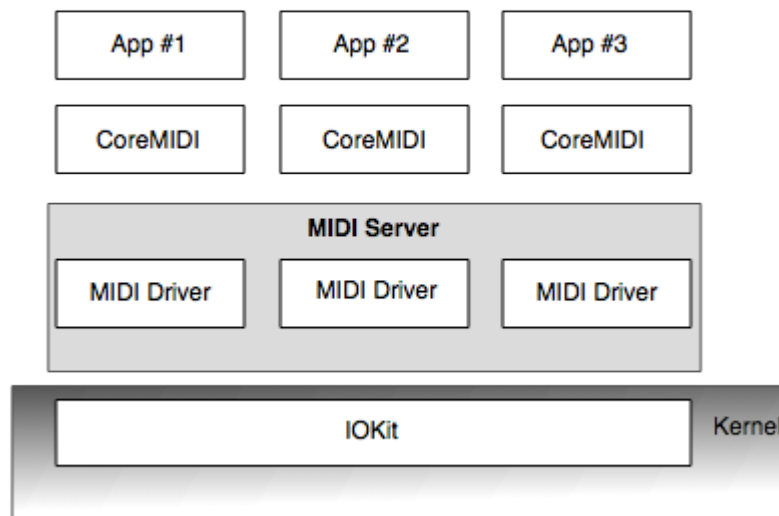 App #1
App #2
App #3
CoreMIDI
CoreMIDI
CoreMIDI
MIDI Server
MIDI Driver
MIDI Driver
MIDI Driver
IOKit
Kernel